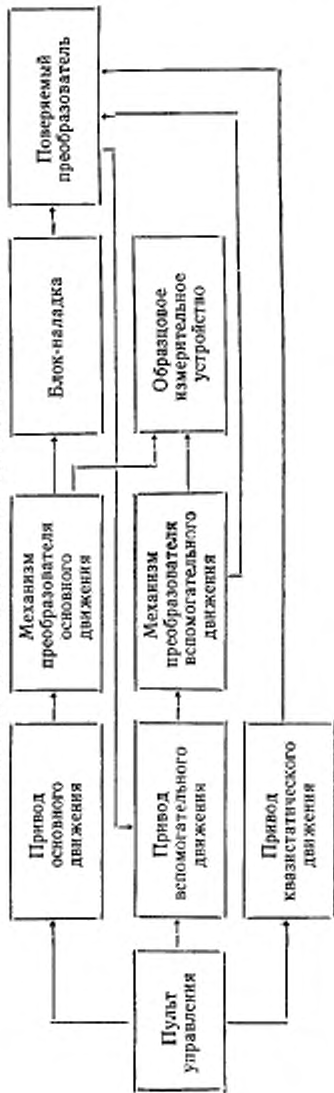 Пульт
управления
Привод
основного
движения
Механизм
преобразователя
основного
движения
Блок-наладка
Поверяемый
преобразователь
Привод
вспомогательного
движения
Механизм
преобразователя
вспомогательного
движения
Образцовое
измерительное
устройство
Привод
квазистатического
движения